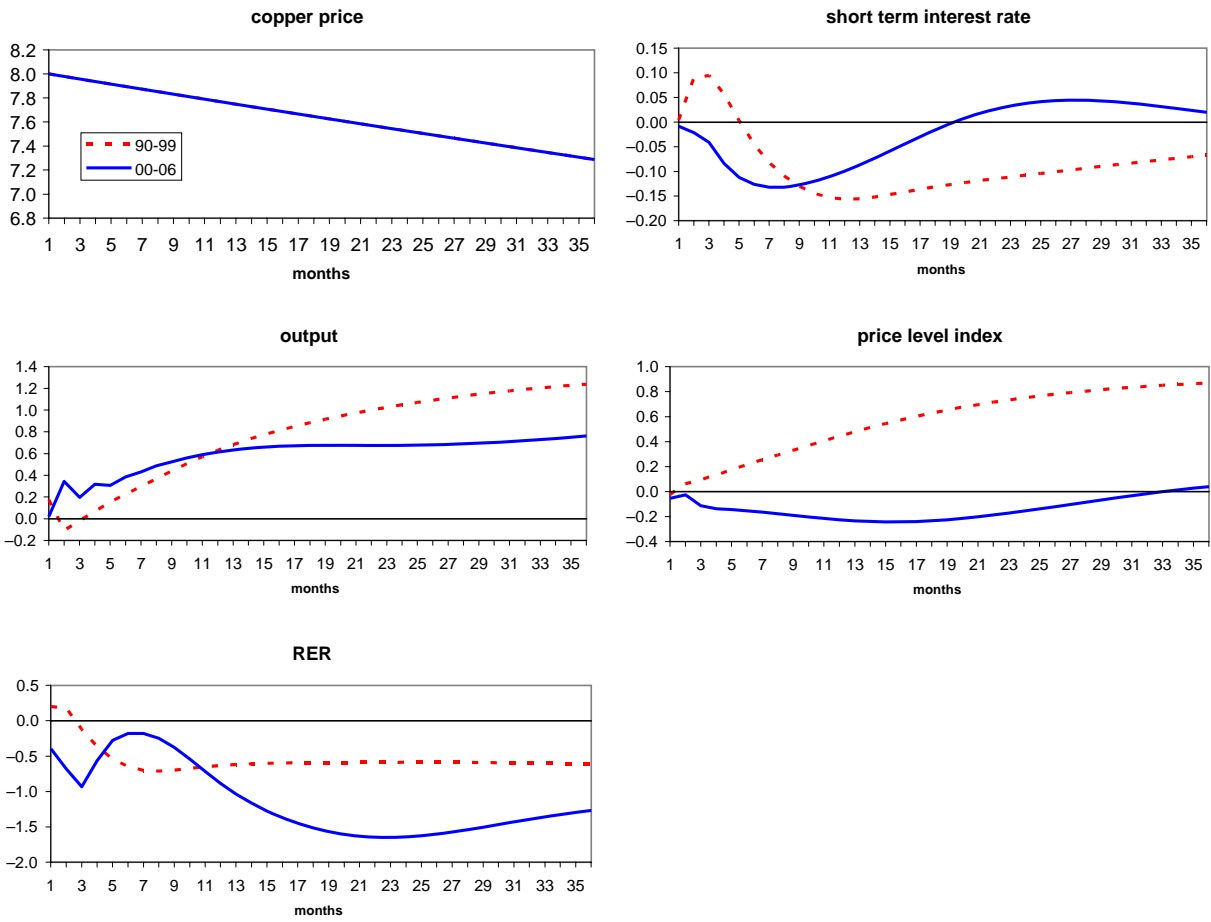 copper price
8.2
8.0
7.8
7.6
7.4
7.2
7.0
6.8
90-99
00-06
1 3 5 7 9 11 13 15 17 19 21 23 25 27 29 31 33 35
months
short term interest rate
0.15
0.10
0.05
0.00
–0.05
–0.10
–0.15
–0.20
1 3 5 7 9 11 13 15 17 19 21 23 25 27 29 31 33 35
months
output
1.4
1.2
1.0
0.8
0.6
0.4
0.2
0.0
–0.2
1 3 5 7 9 11 13 15 17 19 21 23 25 27 29 31 33 35
months
price level index
1.0
0.8
0.6
0.4
0.2
0.0
–0.2
–0.4
1 3 5 7 9 11 13 15 17 19 21 23 25 27 29 31 33 35
months
RER
0.5
0.0
–0.5
–1.0
–1.5
–2.0
1 3 5 7 9 11 13 15 17 19 21 23 25 27 29 31 33 35
months